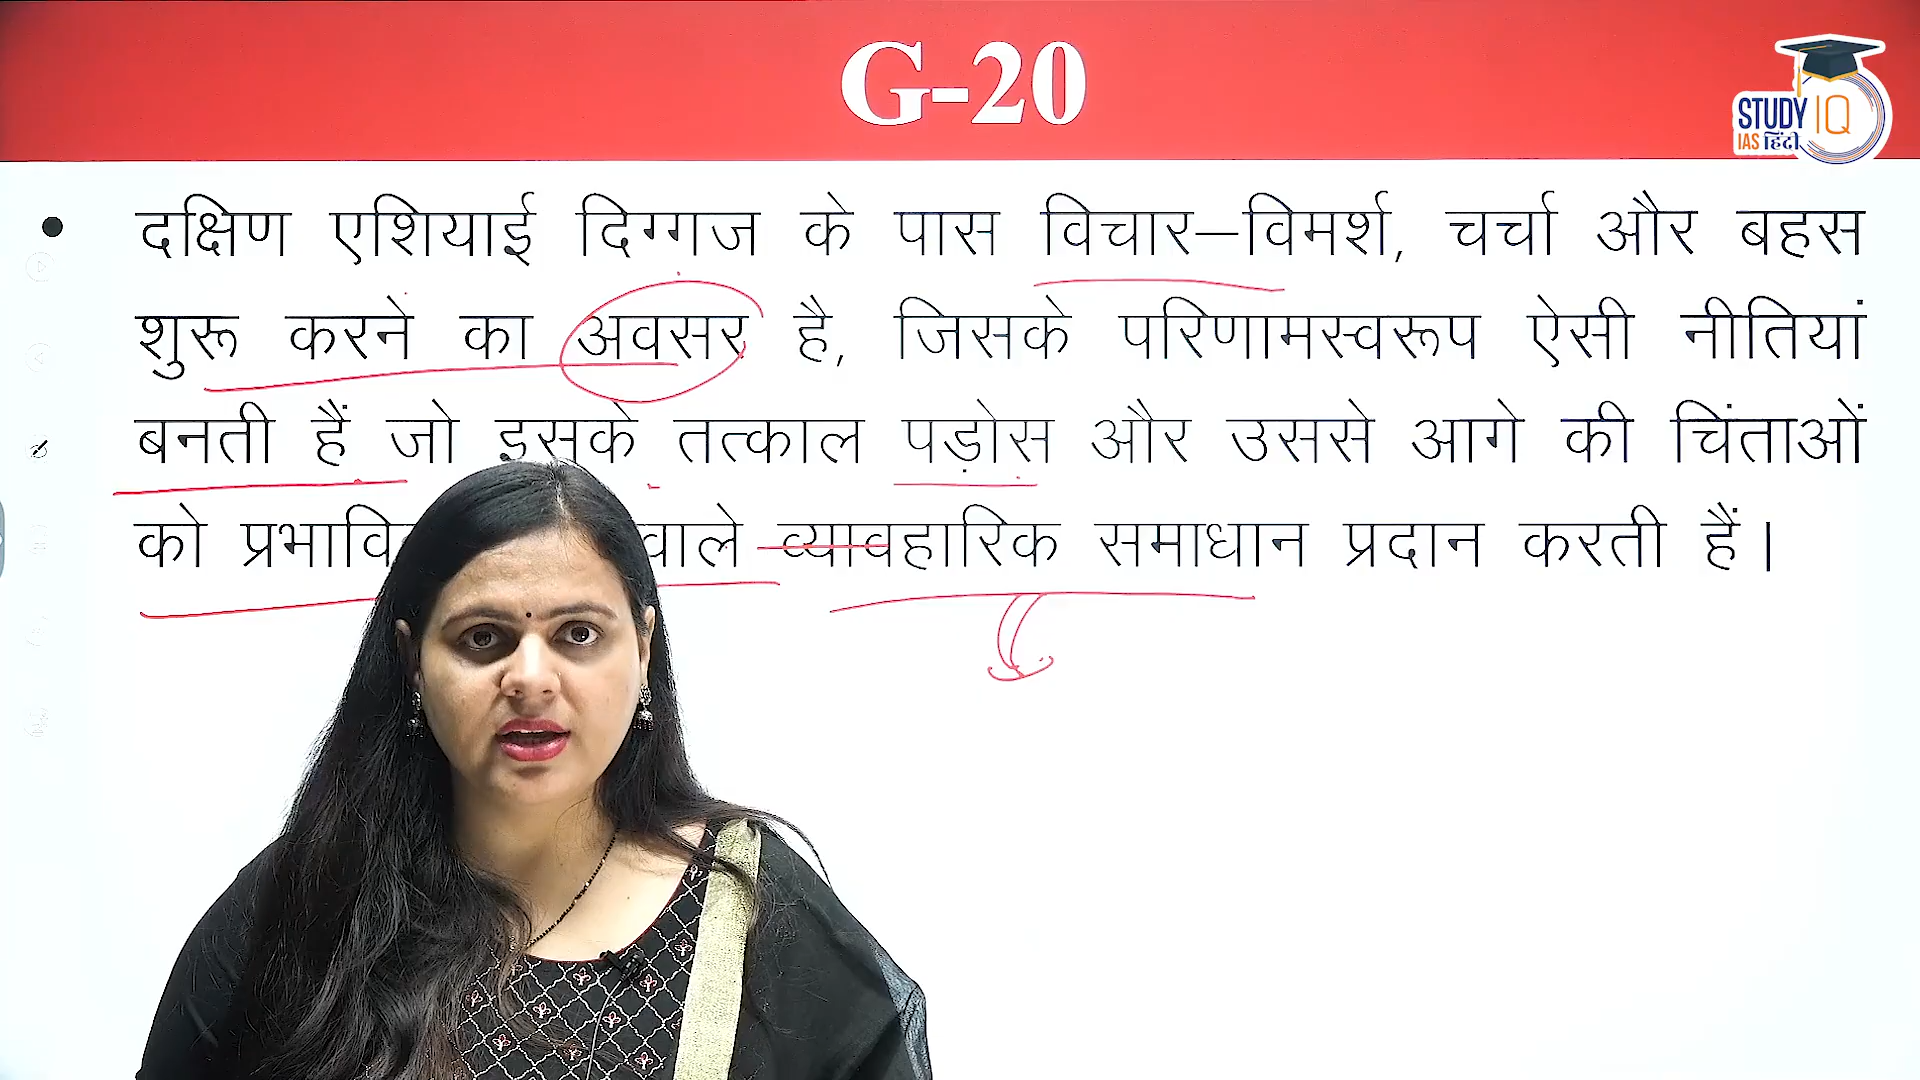 G-20
STUDY IQ
IAS हिंदी
• दक्षिण एशियाई दिग्गज के पास विचार–विमर्श, चर्चा और बहस
शुरू करने का अवसर है, जिसके परिणामस्वरूप ऐसी नीतियां
बनती हैं जो इसके तत्काल पड़ोस और उससे आगे की चिंताओं
को वाले व्यावहारिक समाधान प्रदान करती हैं।